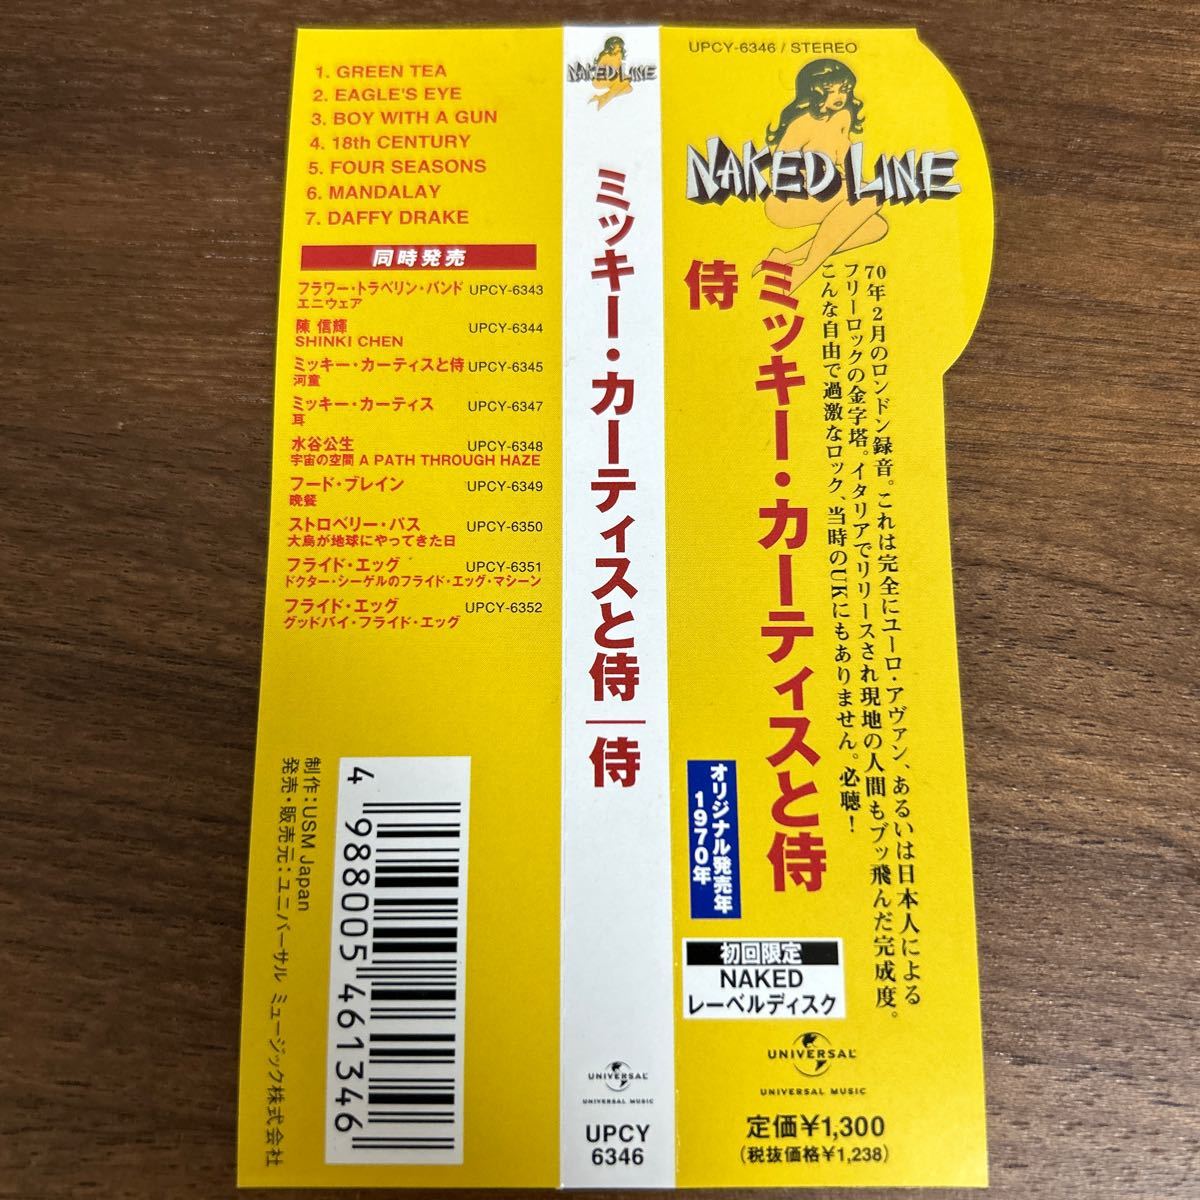 1. GREEN TEA
2. EAGLE'S EYE
3. BOY WITH A GUN
4. 18th CENTURY
5. FOUR SEASONS
6. MANDALAY
7. DAFFY DRAKE
同時発売
フラワー・トラベリン・バンド UPCY-6343
エニウェア
陳 信輝 UPCY-6344
SHINKI CHEN
ミッキー・カーティスと侍 UPCY-6345
河童
ミッキー・カーティス UPCY-6347
耳
水谷公生 UPCY-6348
宇宙の空間 A PATH THROUGH HAZE
フード・ブレイン UPCY-6349
晩餐
ストロベリー・パス UPCY-6350
大鳥が地球にやってきた日
フライド・エッグ UPCY-6351
ドクター・シーゲルのフライド・エッグ・マシーン
フライド・エッグ UPCY-6352
グッドバイ・フライド・エッグ
制作：USM Japan
発売・販売元：ユニバーサル ミュージック株式会社
4 988005 461346
NAKED LINE
ミッキー・カーティスと侍｜侍
UNIVERSAL
UNIVERSAL MUSIC
UPCY
6346
UPCY-6346 / STEREO
NAKED LINE
ミッキー・カーティスと侍
侍
70年2月のロンドン録音。これは完全にユーロ・アヴァン、あるいは日本人による
フリーロックの金字塔。イタリアでリリースされ現地の人間もブッ飛んだ完成度。
こんな自由で過激なロック、当時のUKにもありません。必聴！
オリジナル発売年
1970年
初回限定
NAKED
レーベルディスク
UNIVERSAL
UNIVERSAL MUSIC
定価¥1,300
(税抜価格¥1,238)